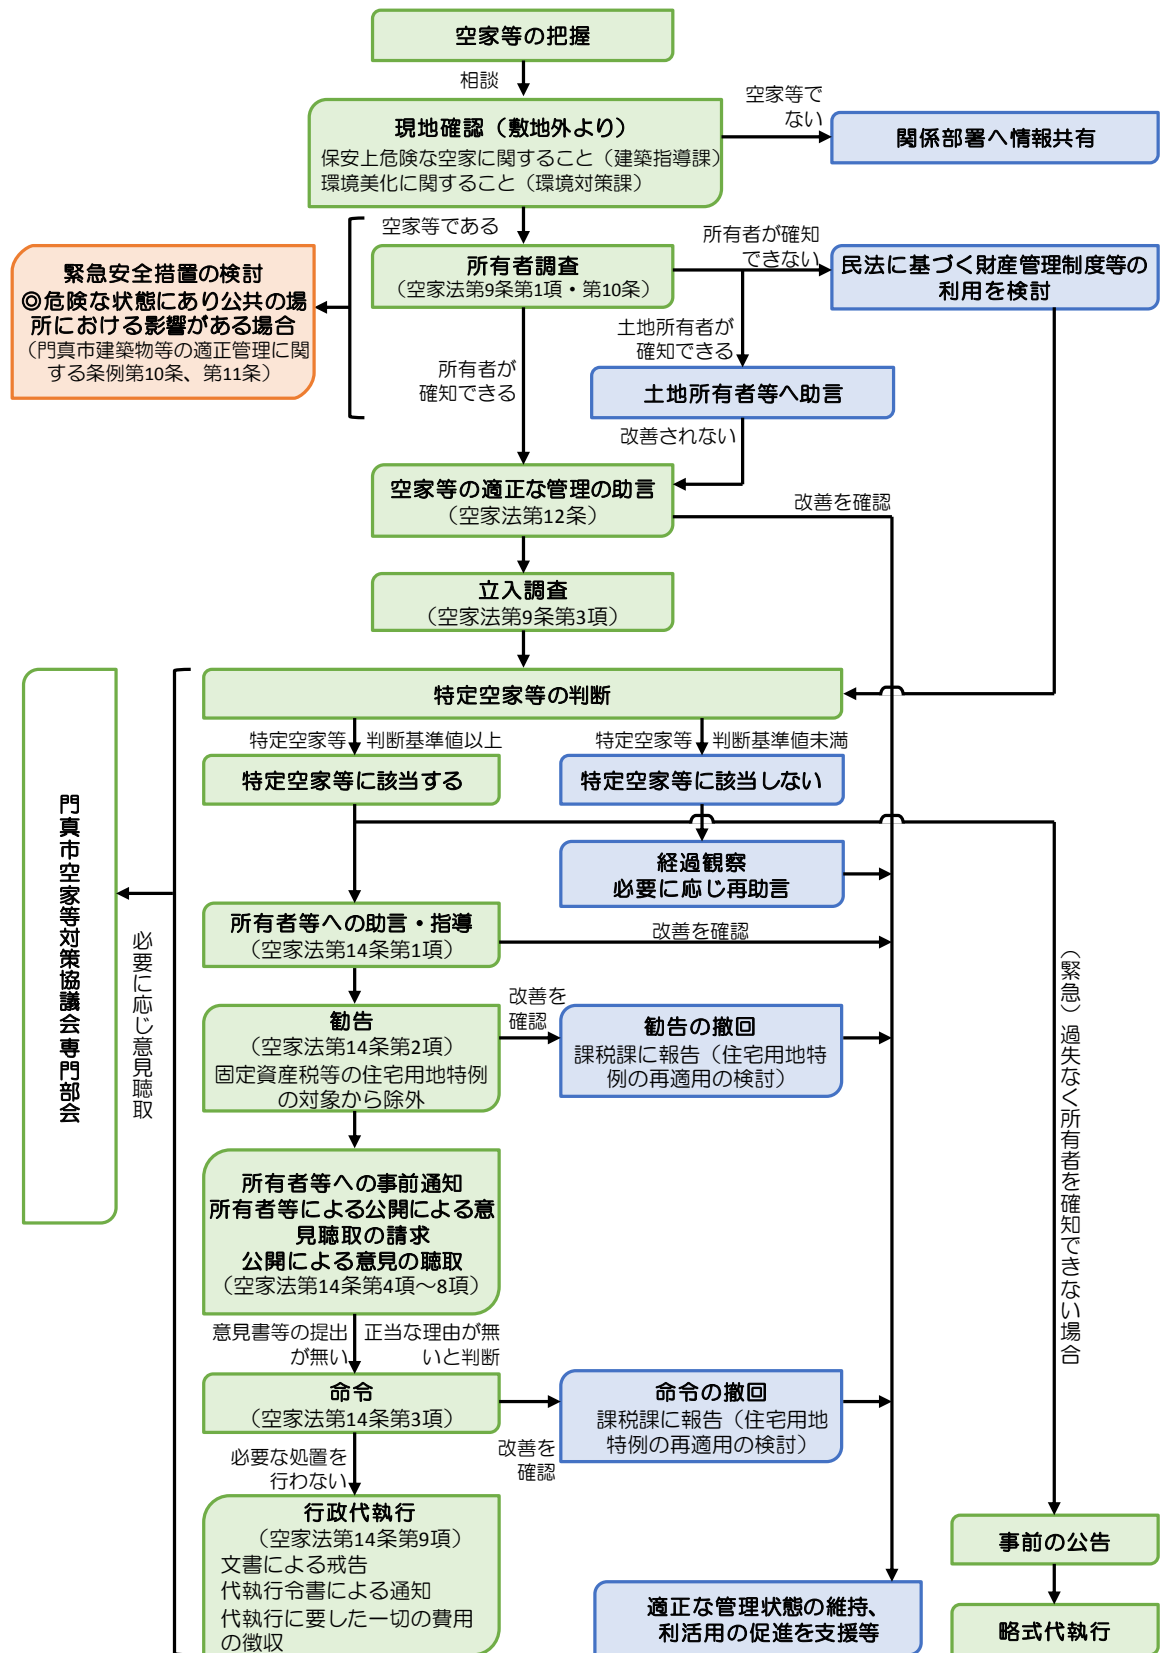 空家等の把握
相談
空家等で
ない
現地確認（敷地外より）
保安上危険な空家に関すること（建築指導課）
環境美化に関すること（環境対策課）
関係部署へ情報共有
空家等である
所有者が確知
できない
緊急安全措置の検討
◎危険な状態にあり公共の場
所における影響がある場合
（門真市建築物等の適正管理に関
する条例第10条、第11条）
所有者調査
（空家法第9条第1項・第10条）
民法に基づく財産管理制度等の
利用を検討
土地所有者が
確知できる
所有者が
確知できる
土地所有者等へ助言
改善されない
空家等の適正な管理の助言
（空家法第12条）
改善を確認
立入調査
（空家法第9条第3項）
特定空家等の判断
特定空家等
判断基準値以上
特定空家等
判断基準値未満
特定空家等に該当する
特定空家等に該当しない
門真市空家等対策協議会専門部会
必要に応じ意見聴取
経過観察
必要に応じ再助言
所有者等への助言・指導
（空家法第14条第1項）
改善を確認
（緊急）過失なく所有者を確知できない場合
勧告
（空家法第14条第2項）
固定資産税等の住宅用地特例
の対象から除外
改善を
確認
勧告の撤回
課税課に報告（住宅用地特
例の再適用の検討）
所有者等への事前通知
所有者等による公開による意
見聴取の請求
公開による意見の聴取
（空家法第14条第4項～8項）
意見書等の提出
が無い
正当な理由が無
いと判断
命令
（空家法第14条第3項）
改善を
確認
命令の撤回
課税課に報告（住宅用地
特例の再適用の検討）
必要な処置を
行わない
行政代執行
（空家法第14条第9項）
文書による戒告
代執行令書による通知
代執行に要した一切の費用
の徴収
適正な管理状態の維持、
利活用の促進を支援等
事前の公告
略式代執行